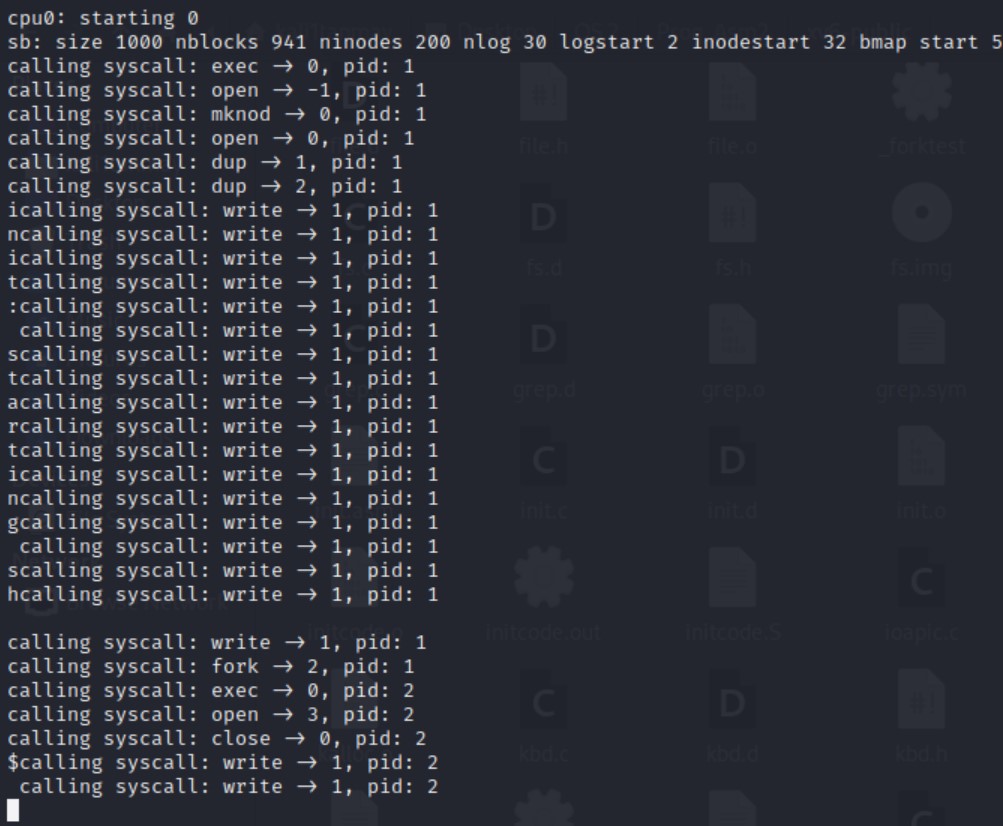 cpu0: starting 0
sb: size 1000 nblocks 941 ninodes 200 nlog 30 logstart 2 inodestart 32 bmap start 5
calling syscall: exec → 0, pid: 1
calling syscall: open → -1, pid: 1
calling syscall: mknod → 0, pid: 1
calling syscall: open → 0, pid: 1
calling syscall: dup → 1, pid: 1
calling syscall: dup → 2, pid: 1
icalling syscall: write → 1, pid: 1
ncalling syscall: write → 1, pid: 1
icalling syscall: write → 1, pid: 1
tcalling syscall: write → 1, pid: 1
:calling syscall: write → 1, pid: 1
 calling syscall: write → 1, pid: 1
scalling syscall: write → 1, pid: 1
tcalling syscall: write → 1, pid: 1
acalling syscall: write → 1, pid: 1
rcalling syscall: write → 1, pid: 1
tcalling syscall: write → 1, pid: 1
icalling syscall: write → 1, pid: 1
ncalling syscall: write → 1, pid: 1
gcalling syscall: write → 1, pid: 1
 calling syscall: write → 1, pid: 1
scalling syscall: write → 1, pid: 1
hcalling syscall: write → 1, pid: 1

calling syscall: write → 1, pid: 1
calling syscall: fork → 2, pid: 1
calling syscall: exec → 0, pid: 2
calling syscall: open → 3, pid: 2
calling syscall: close → 0, pid: 2
$calling syscall: write → 1, pid: 2
 calling syscall: write → 1, pid: 2
file.h
file.o
_forktest
fs.d
fs.h
fs.img
grep.d
grep.o
grep.sym
init.c
init.d
init.o
initcode.out
initcode.S
ioapic.c
kbd.c
kbd.d
kbd.h